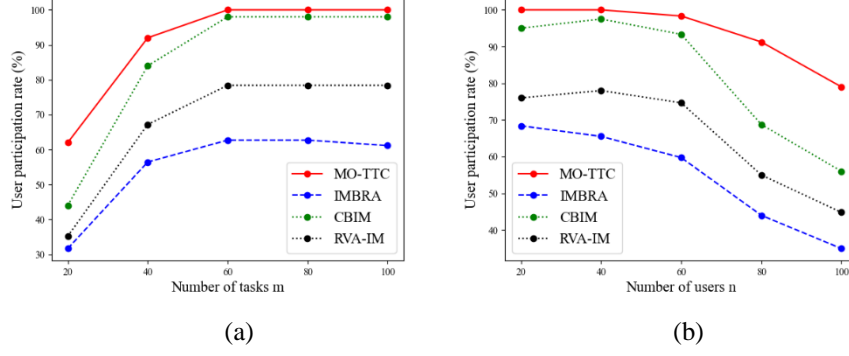 User participation rate (%)
100
90
80
70
60
50
40
30
20
40
60
80
100
Number of tasks m
MO-TTC
IMBRA
CBIM
RVA-IM
(a)
User participation rate (%)
100
90
80
70
60
50
40
20
40
60
80
100
Number of users n
MO-TTC
IMBRA
CBIM
RVA-IM
(b)